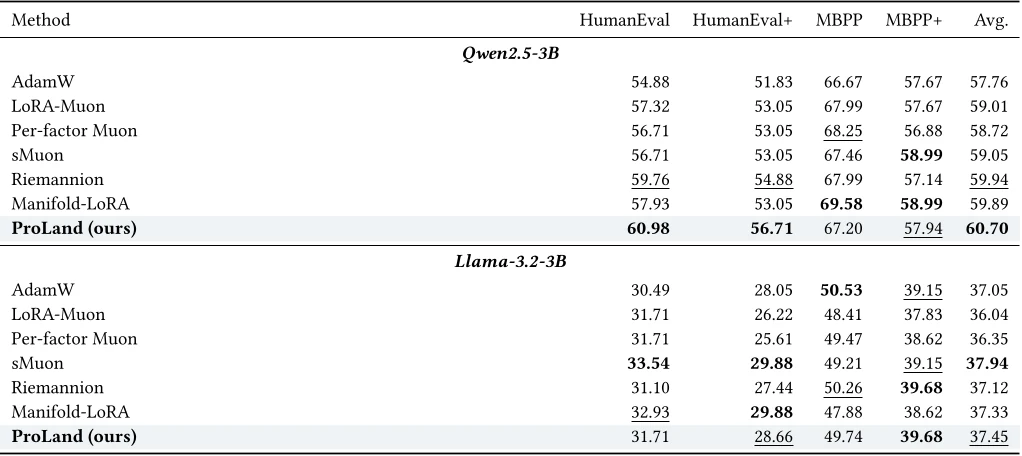 Method HumanEval HumanEval+ MBPP MBPP+ Avg.
Qwen2.5-3B
AdamW 54.88 51.83 66.67 57.67 57.76
LoRA-Muon 57.32 53.05 67.99 57.67 59.01
Per-factor Muon 56.71 53.05 68.25 56.88 58.72
sMuon 56.71 53.05 67.46 58.99 59.05
Riemannion 59.76 54.88 67.99 57.14 59.94
Manifold-LoRA 57.93 53.05 69.58 58.99 59.89
ProLand (ours) 60.98 56.71 67.20 57.94 60.70
Llama-3.2-3B
AdamW 30.49 28.05 50.53 39.15 37.05
LoRA-Muon 31.71 26.22 48.41 37.83 36.04
Per-factor Muon 31.71 25.61 49.47 38.62 36.35
sMuon 33.54 29.88 49.21 39.15 37.94
Riemannion 31.10 27.44 50.26 39.68 37.12
Manifold-LoRA 32.93 29.88 47.88 38.62 37.33
ProLand (ours) 31.71 28.66 49.74 39.68 37.45